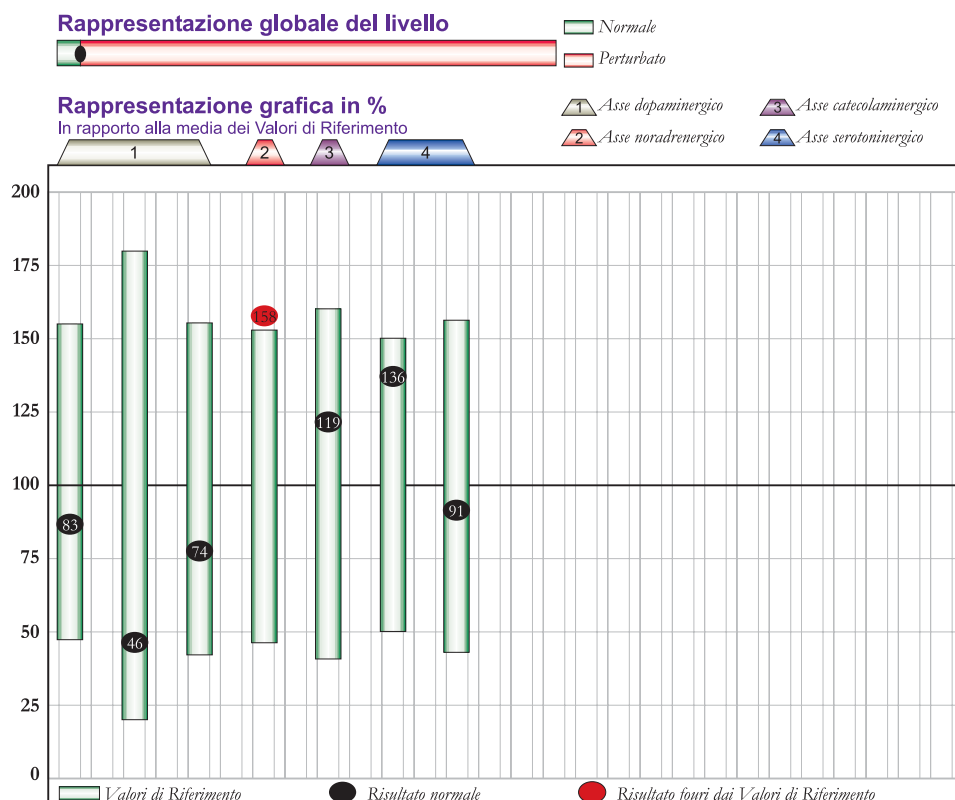 Rappresentazione globale del livello
Normale
Perturbato
Rappresentazione grafica in %
In rapporto alla media dei Valori di Riferimento
1 Asse dopaminergico
3 Asse catecolaminergico
2 Asse noradrenergico
4 Asse serotoninergico
1 2 3 4
200
175
158
150
136
125
119
100
91
83
75
74
50
46
25
0
Valori di Riferimento
Risultato normale
Risultato fouri dai Valori di Riferimento